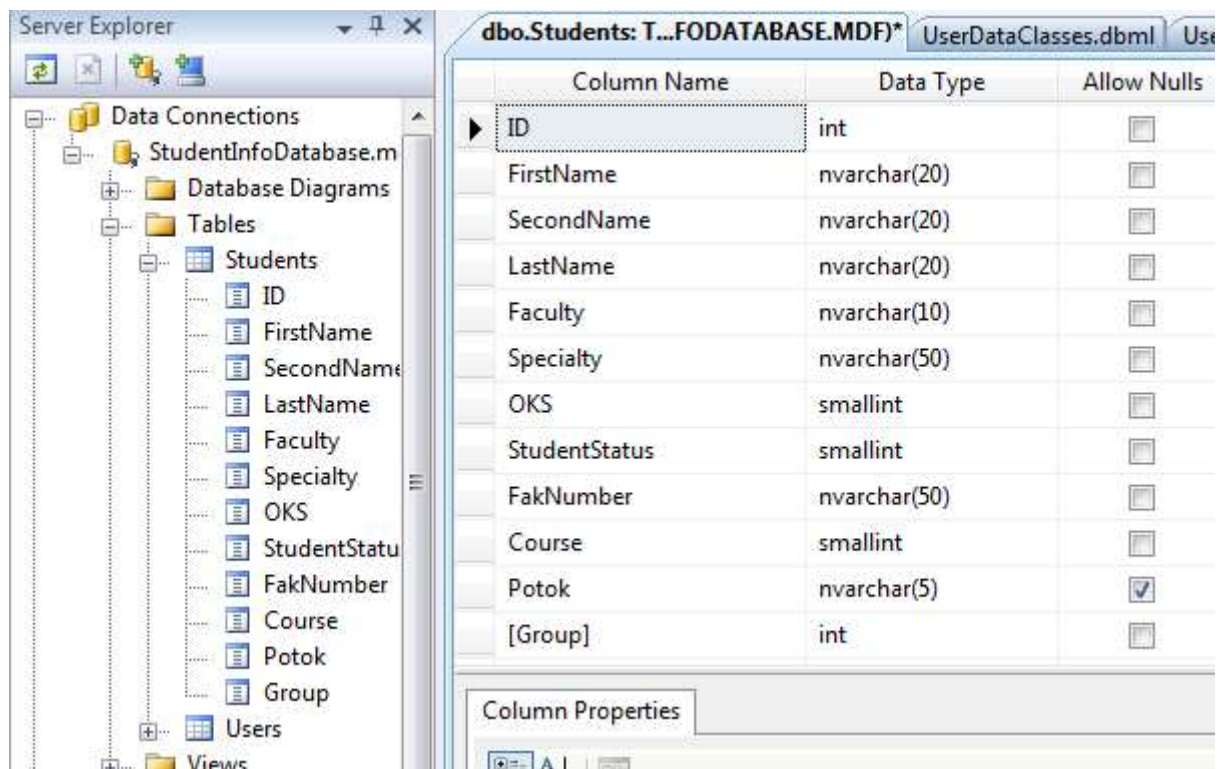 Server Explorer
Data Connections
StudentInfoDatabase.m
Database Diagrams
Tables
Students
ID
FirstName
SecondName
LastName
Faculty
Specialty
OKS
StudentStatu
FakNumber
Course
Potok
Group
Users
Views
dbo.Students: T...FODATABASE.MDF)* UserDataClasses.dbml Use
Column Name Data Type Allow Nulls
ID int
FirstName nvarchar(20)
SecondName nvarchar(20)
LastName nvarchar(20)
Faculty nvarchar(10)
Specialty nvarchar(50)
OKS smallint
StudentStatus smallint
FakNumber nvarchar(50)
Course smallint
Potok nvarchar(5)
[Group] int
Column Properties